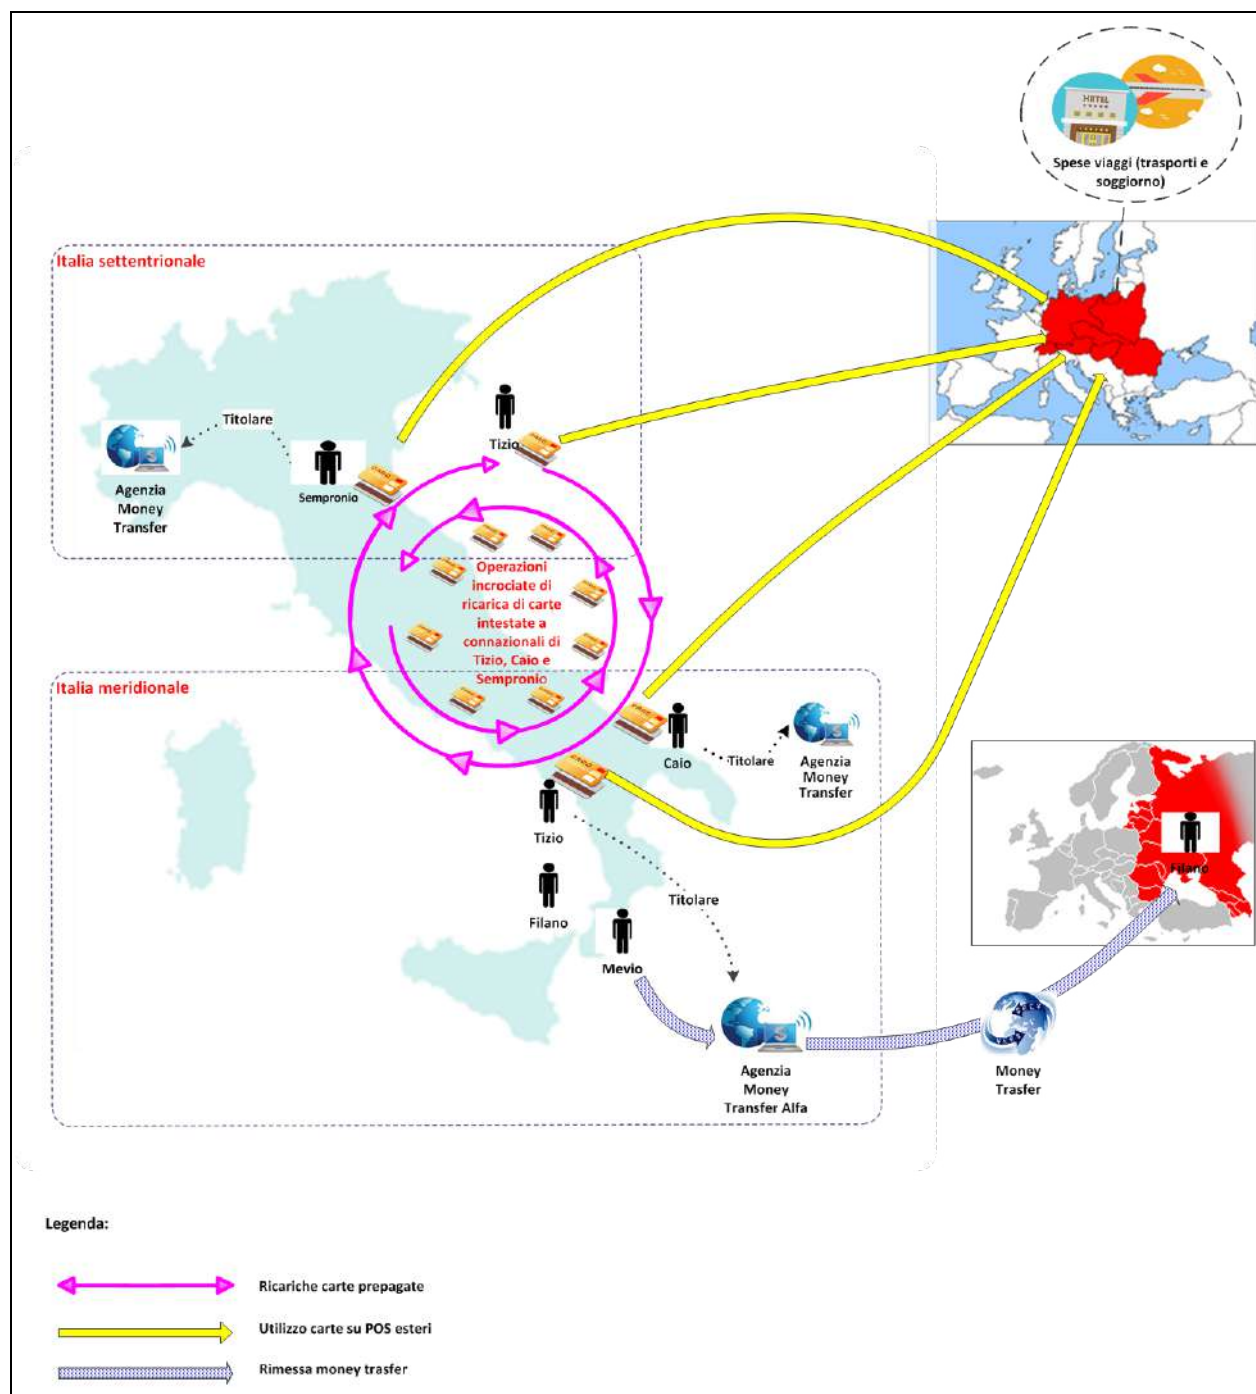 HOTEL
Spese viaggi (trasporti e
soggiorno)
Italia settentrionale
Titolare
Tizio
Agenzia
Money
Transfer
Sempronio
Operazioni
incrociate di
ricarica di carte
intestate a
connazionali di
Tizio, Caio e
Sempronio
Italia meridionale
Caio
Titolare
Agenzia
Money
Transfer
Tizio
Titolare
Filano
Filano
Mevio
Agenzia
Money
Transfer Alfa
Money
Trasfer
Legenda:
Ricariche carte prepagate
Utilizzo carte su POS esteri
Rimessa money trasfer